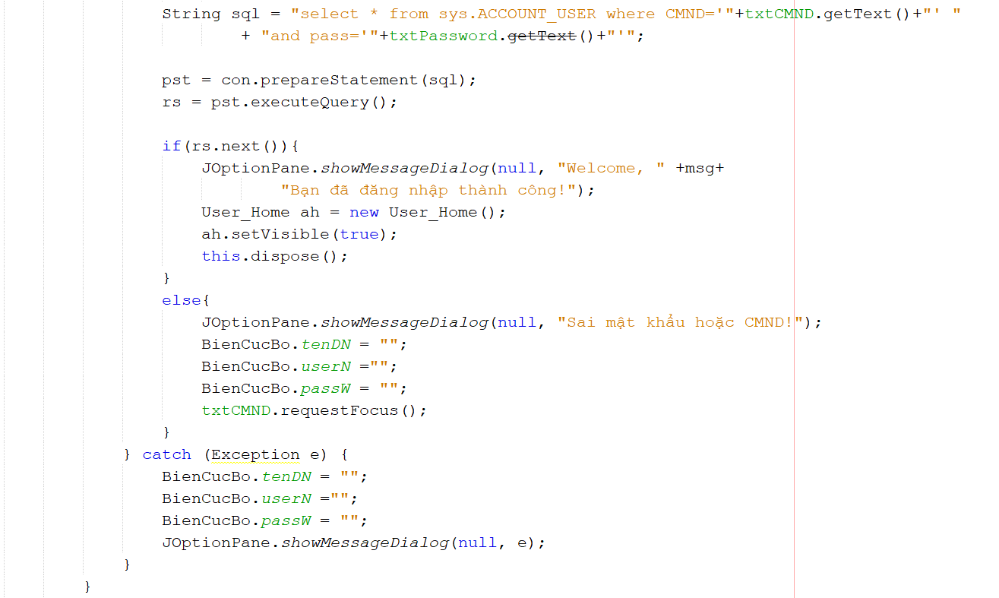 String sql = "select * from sys.ACCOUNT_USER where CMND='"+txtCMND.getText()+"' "
+ "and pass='"+txtPassword.getText()+"'";
pst = con.prepareStatement(sql);
rs = pst.executeQuery();
if(rs.next()){
JOptionPane.showMessageDialog(null, "Welcome, " +msg+
"Bạn đã đăng nhập thành công!");
User_Home ah = new User_Home();
ah.setVisible(true);
this.dispose();
}
else{
JOptionPane.showMessageDialog(null, "Sai mật khẩu hoặc CMND!");
BienCucBo.tenDN = "";
BienCucBo.userN ="";
BienCucBo.passW = "";
txtCMND.requestFocus();
}
} catch (Exception e) {
BienCucBo.tenDN = "";
BienCucBo.userN ="";
BienCucBo.passW = "";
JOptionPane.showMessageDialog(null, e);
}
}